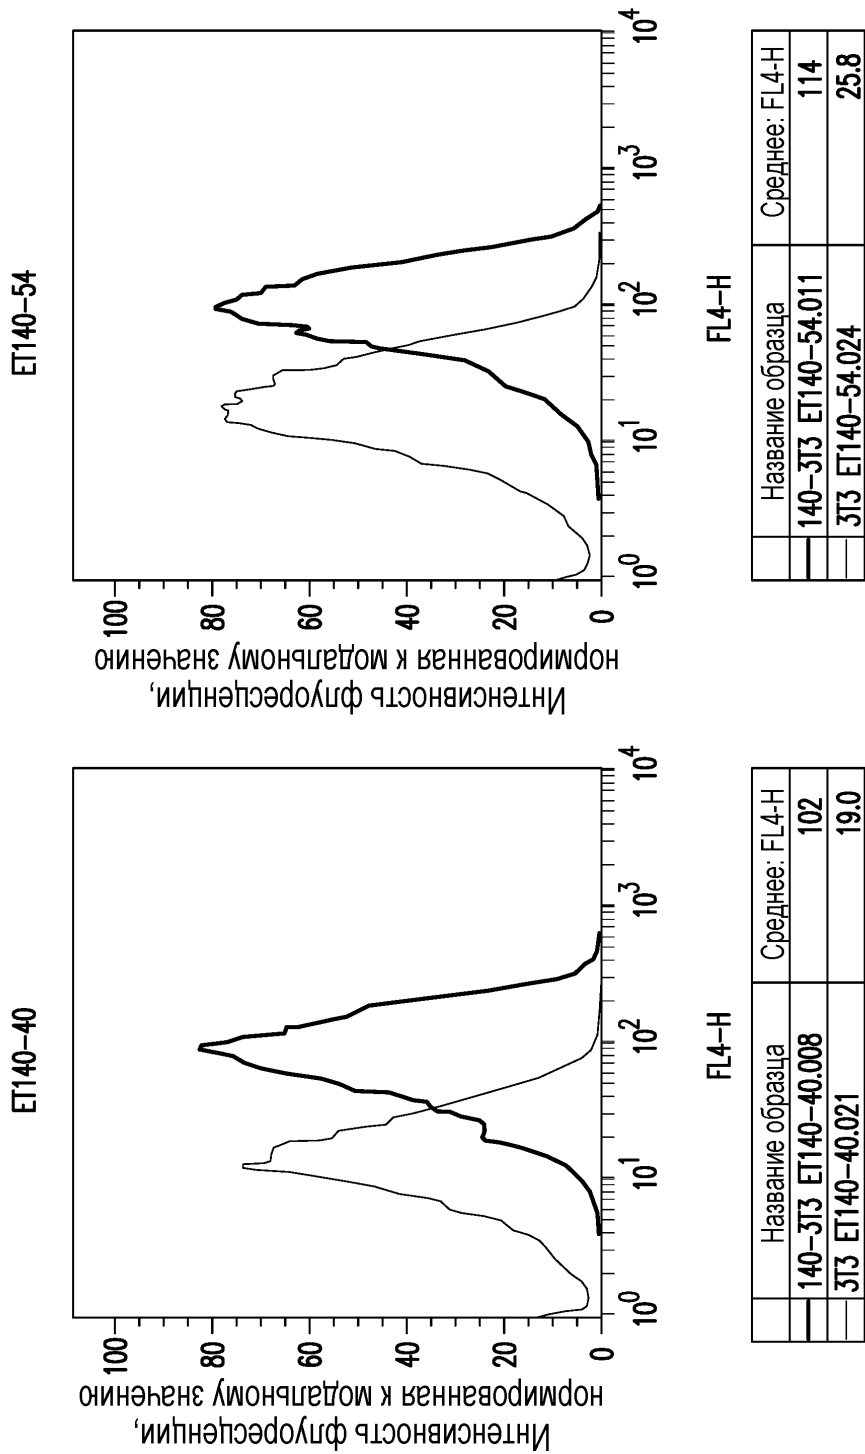 ET140-40
Интенсивность флуоресценции,
нормированная к модальному значению
100
80
60
40
20
0
10^0
10^1
10^2
10^3
10^4
FL4-H
Название образца Среднее: FL4-H
140-3T3 ET140-40.008 102
3T3 ET140-40.021 19.0
ET140-54
Интенсивность флуоресценции,
нормированная к модальному значению
100
80
60
40
20
0
10^0
10^1
10^2
10^3
10^4
FL4-H
Название образца Среднее: FL4-H
140-3T3 ET140-54.011 114
3T3 ET140-54.024 25.8